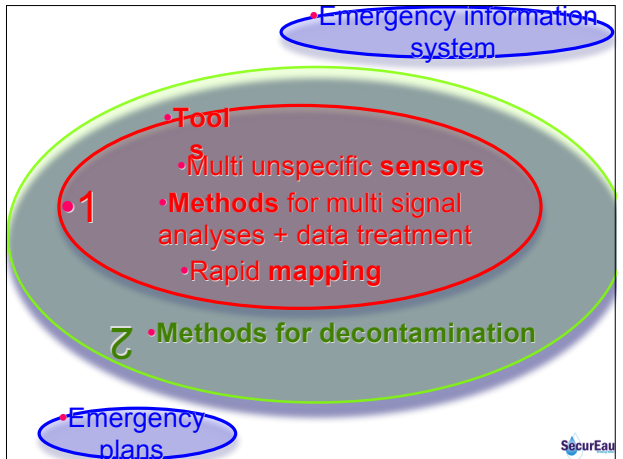 •Emergency information
system
•Tool
s
•Multi unspecific sensors
•1
•Methods for multi signal
analyses + data treatment
•Rapid mapping
2
•Methods for decontamination
•Emergency
plans
SecurEau